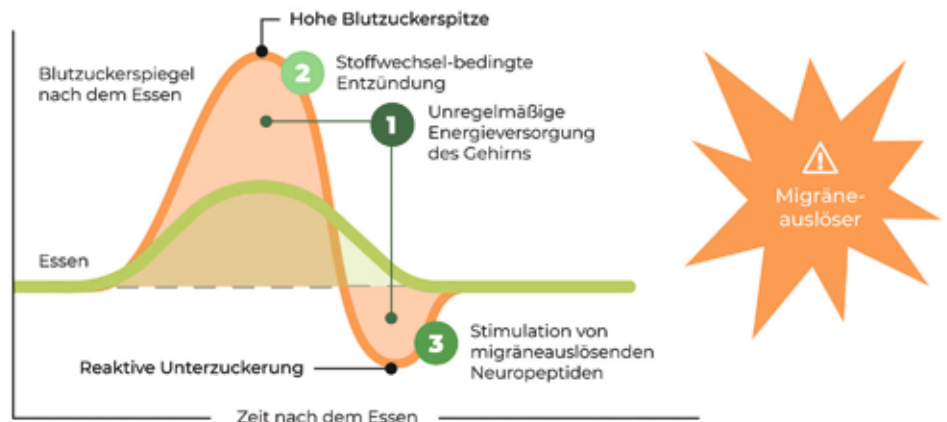 Hohe Blutzuckerspitze
Blutzuckerspiegel
nach dem Essen
2
Stoffwechsel-bedingte
Entzündung
1
Unregelmäßige
Energieversorgung
des Gehirns
Migräne-
auslöser
Essen
3
Stimulation von
migräneauslösenden
Neuropeptiden
Reaktive Unterzuckerung
Zeit nach dem Essen